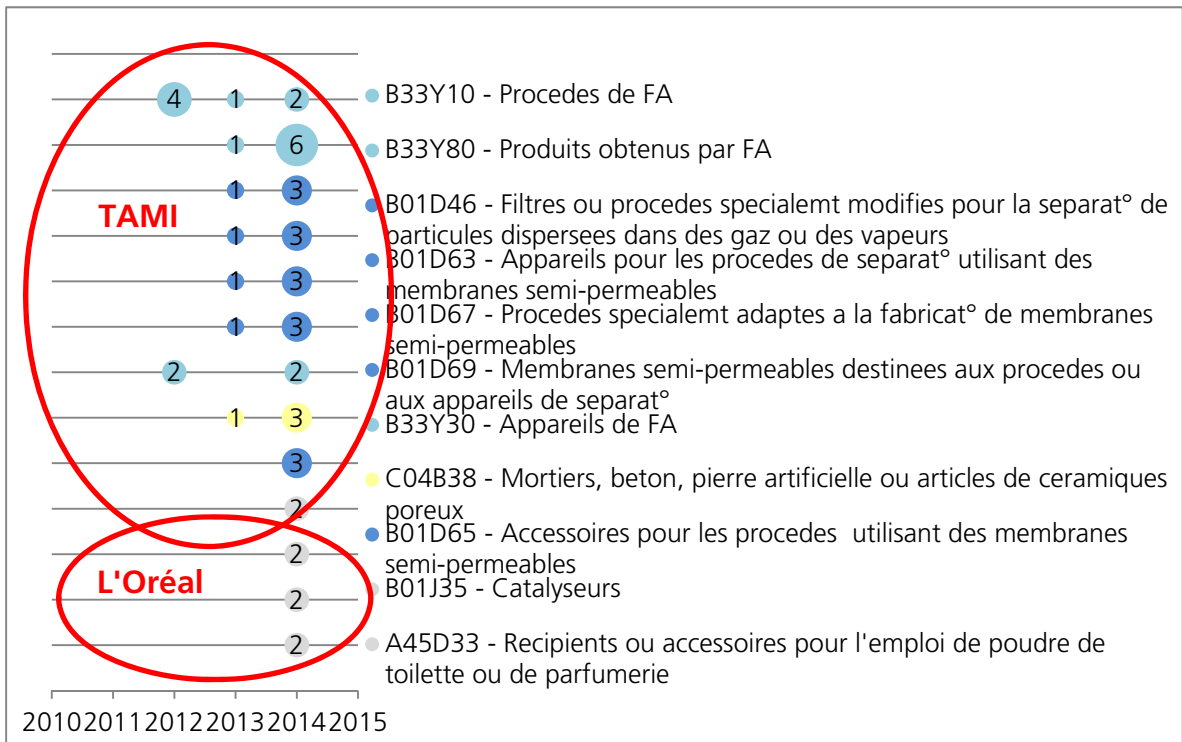 4 1 2
B33Y10 - Procedes de FA
1 6
B33Y80 - Produits obtenus par FA
1 3
B01D46 - Filtres ou procedes specialemt modifies pour la separat° de
particules dispersees dans des gaz ou des vapeurs
TAMI
1 3
B01D63 - Appareils pour les procedes de separat° utilisant des
membranes semi-permeables
1 3
B01D67 - Procedes specialemt adaptes a la fabricat° de membranes
semi-permeables
1 3
B01D69 - Membranes semi-permeables destinees aux procedes ou
aux appareils de separat°
2 2
B33Y30 - Appareils de FA
1 3
C04B38 - Mortiers, beton, pierre artificielle ou articles de ceramiques
poreux
3
2
B01D65 - Accessoires pour les procedes  utilisant des membranes
semi-permeables
2
L'Oréal
B01J35 - Catalyseurs
2
2
A45D33 - Recipients ou accessoires pour l'emploi de poudre de
toilette ou de parfumerie
2010 2011 2012 2013 2014 2015